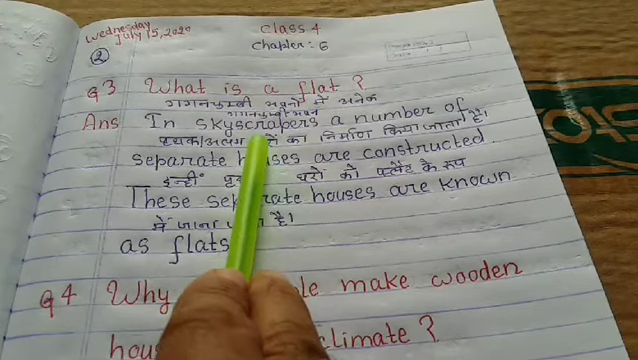 Wednesday
July 15, 2020
Class 4
Chapter : 6
2
Q3 What is a flat ?
गगनचुम्बी भवनों में अनेक
गगनचुम्बी भवन
Ans In skyscrapers a number of
का निर्माण किया जाता है।
separate houses are constructed.
इन्हीं घरों को फ्लैट के रूप
These separate houses are known
में जाना है।
as flats
Q4 Why make wooden
climate ?